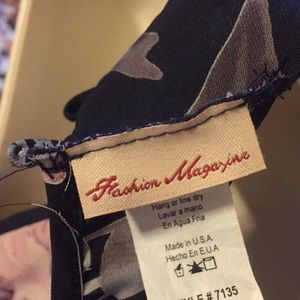 Fashion Magazine
Hang or line dry
Lavar a mano
En Agua Fria
Made in U.S.A.
Hecho En E.U.A
# 7135